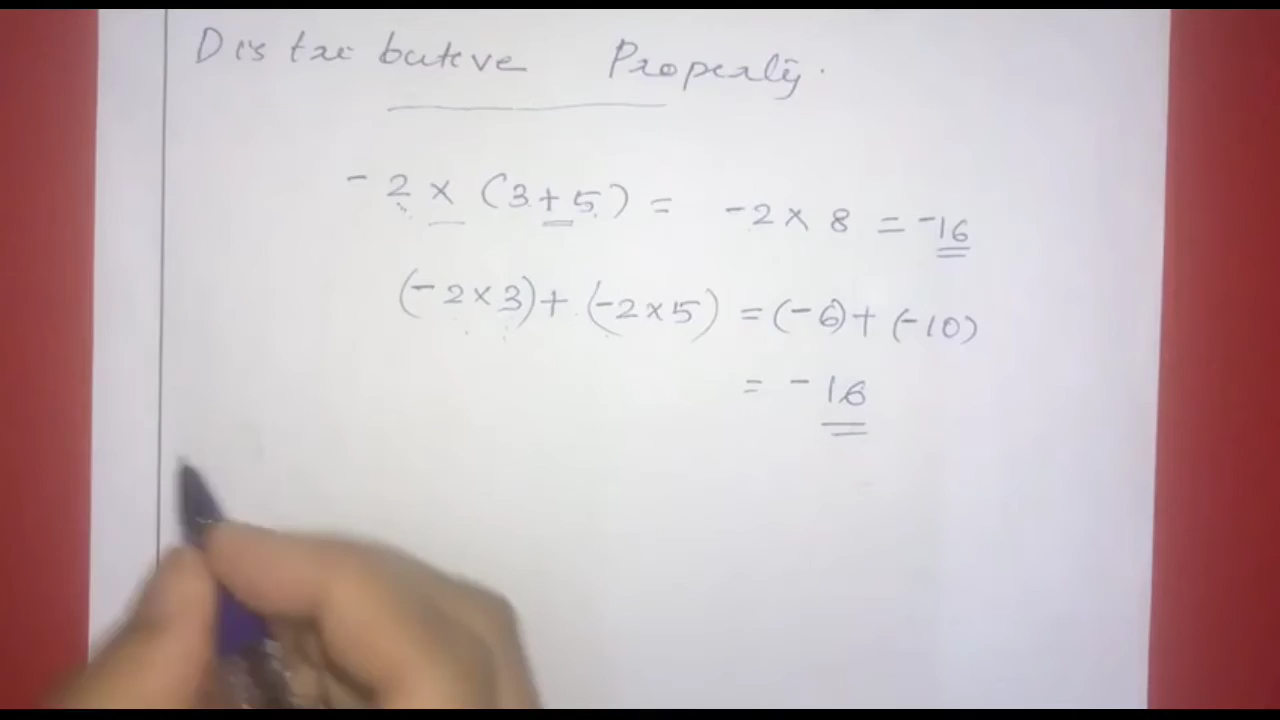 Distributive Property.
-2 × (3+5) = -2 × 8 = -16
(-2×3)+(-2×5) = (-6)+(-10)
= -16